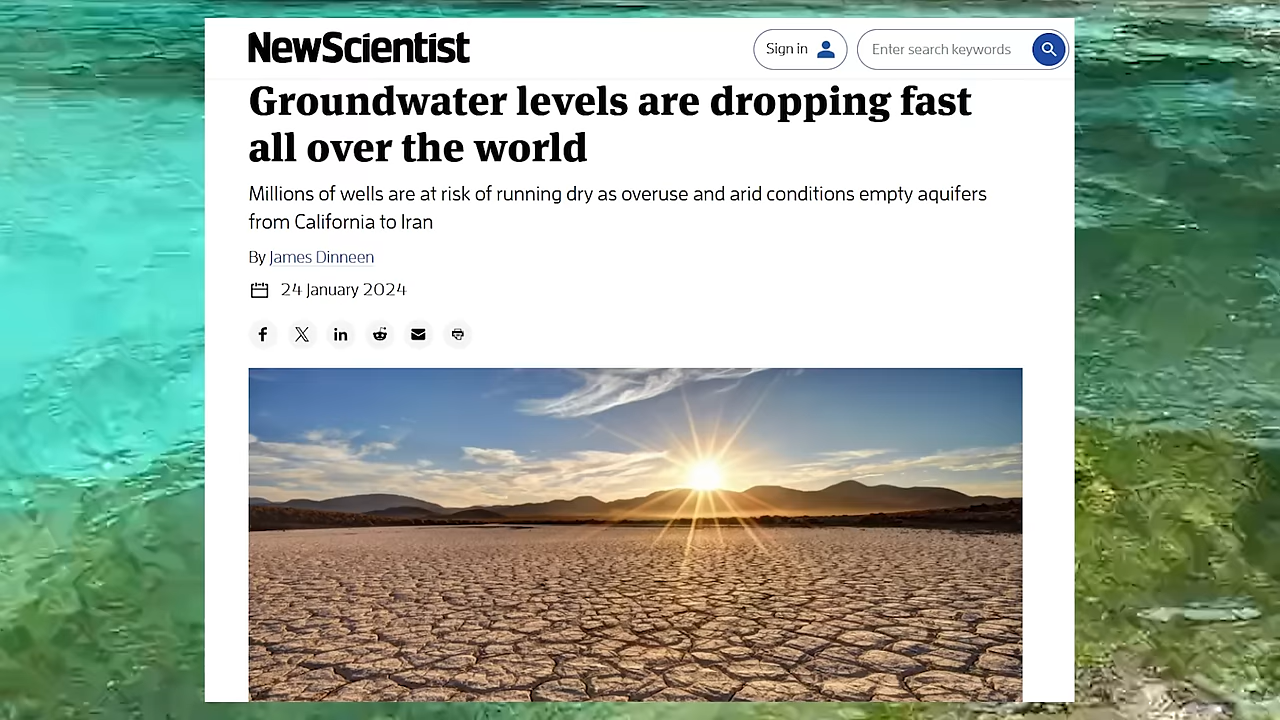 NewScientist
Sign in
Enter search keywords
Groundwater levels are dropping fast
all over the world
Millions of wells are at risk of running dry as overuse and arid conditions empty aquifers
from California to Iran
By James Dinneen
24 January 2024